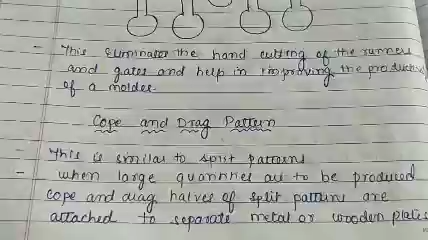 - This eliminates the hand cutting of the runners
and gates and help in improving the
of a molder.
Cope and Drag Pattern
- This is similar to split patterns
- when large quantities are to be produced
cope and drag halves of split pattern are
attached to separate metal or wooden plates